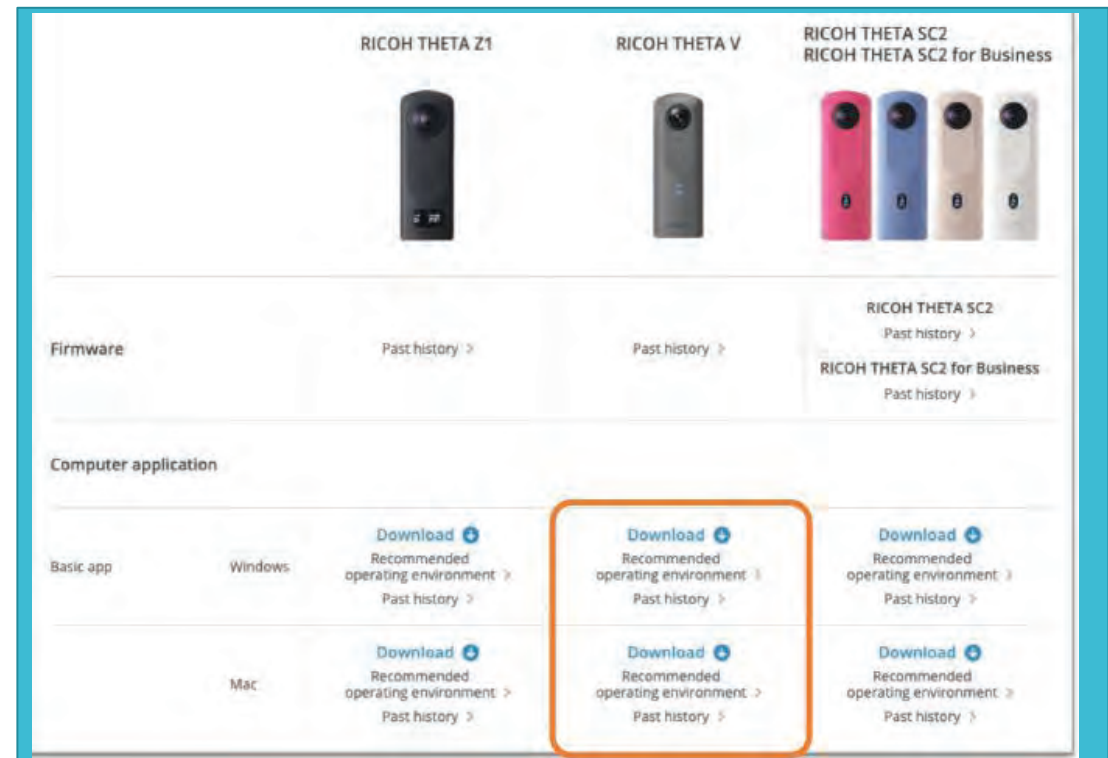 RICOH THETA Z1
RICOH THETA V
RICOH THETA SC2
RICOH THETA SC2 for Business
Firmware
Past history >
Past history >
RICOH THETA SC2
Past history >
RICOH THETA SC2 for Business
Past history >
Computer application
Basic app
Windows
Download
Recommended
operating environment >
Past history >
Download
Recommended
operating environment >
Past history >
Download
Recommended
operating environment >
Past history >
Mac
Download
Recommended
operating environment >
Past history >
Download
Recommended
operating environment >
Past history >
Download
Recommended
operating environment >
Past history >